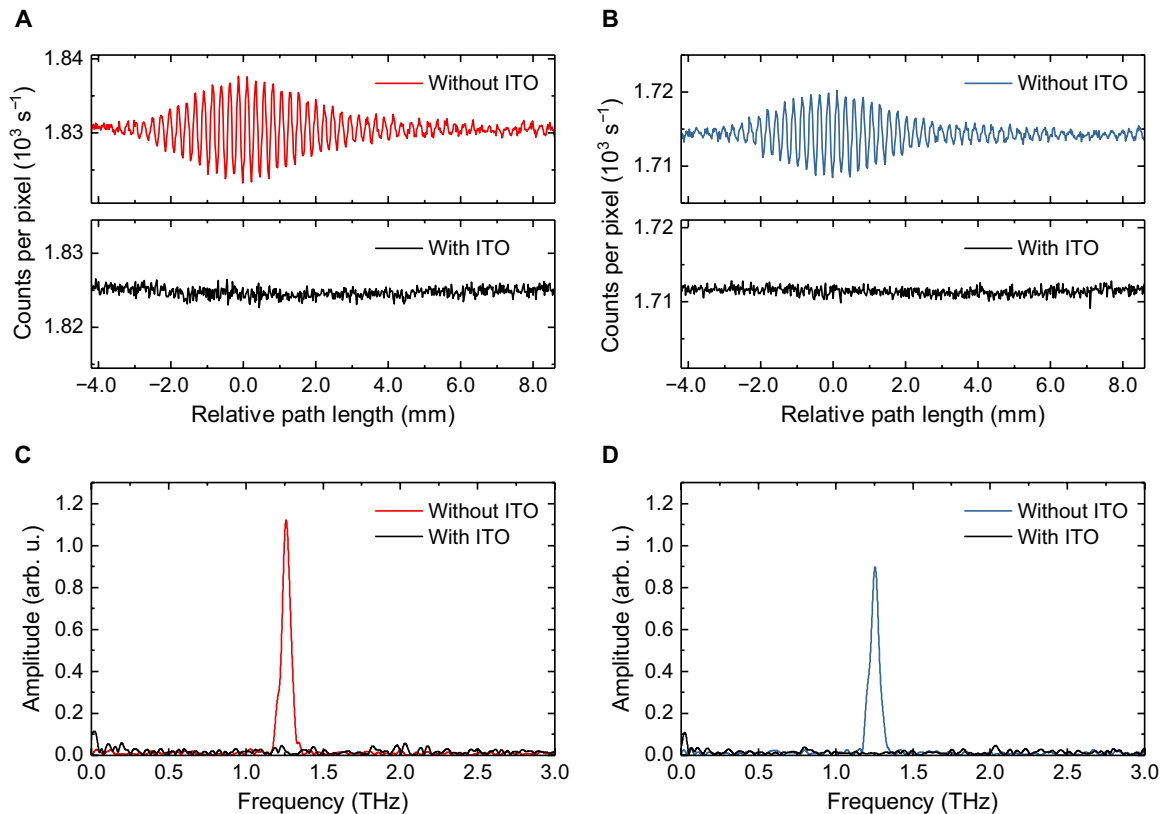 A
Counts per pixel (10³ s⁻¹)
1.84
1.83
Without ITO
1.83
1.82
With ITO
−4.0 −2.0 0.0 2.0 4.0 6.0 8.0
Relative path length (mm)
B
Counts per pixel (10³ s⁻¹)
1.72
1.71
Without ITO
1.72
1.71
With ITO
−4.0 −2.0 0.0 2.0 4.0 6.0 8.0
Relative path length (mm)
C
Amplitude (arb. u.)
1.2
1.0
0.8
0.6
0.4
0.2
0.0
Without ITO
With ITO
0.0 0.5 1.0 1.5 2.0 2.5 3.0
Frequency (THz)
D
Amplitude (arb. u.)
1.2
1.0
0.8
0.6
0.4
0.2
0.0
Without ITO
With ITO
0.0 0.5 1.0 1.5 2.0 2.5 3.0
Frequency (THz)